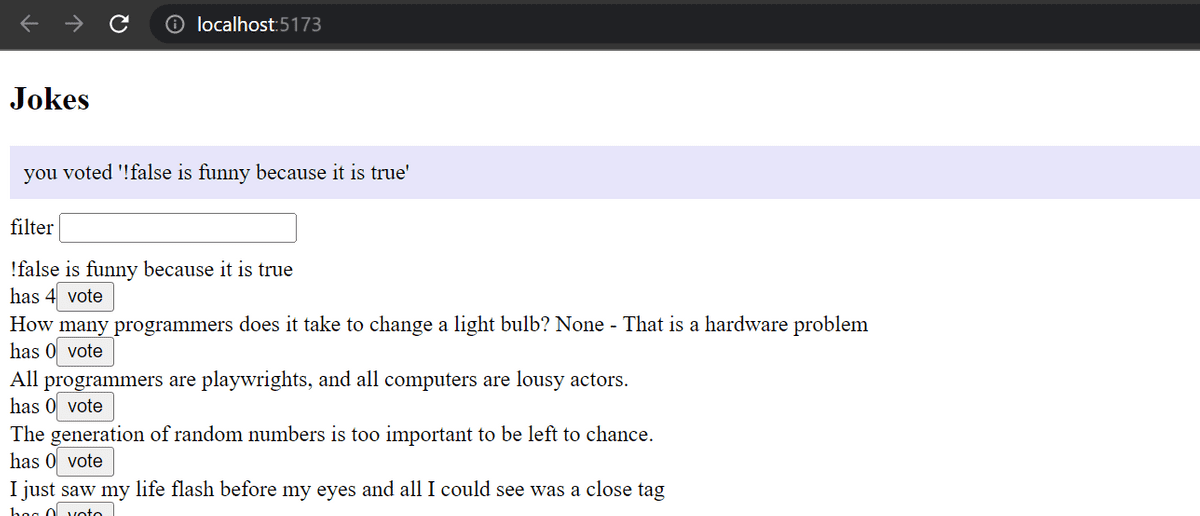 localhost:5173
Jokes
you voted '!false is funny because it is true'
filter
!false is funny because it is true
has 4 vote
How many programmers does it take to change a light bulb? None - That is a hardware problem
has 0 vote
All programmers are playwrights, and all computers are lousy actors.
has 0 vote
The generation of random numbers is too important to be left to chance.
has 0 vote
I just saw my life flash before my eyes and all I could see was a close tag
has 0 vote